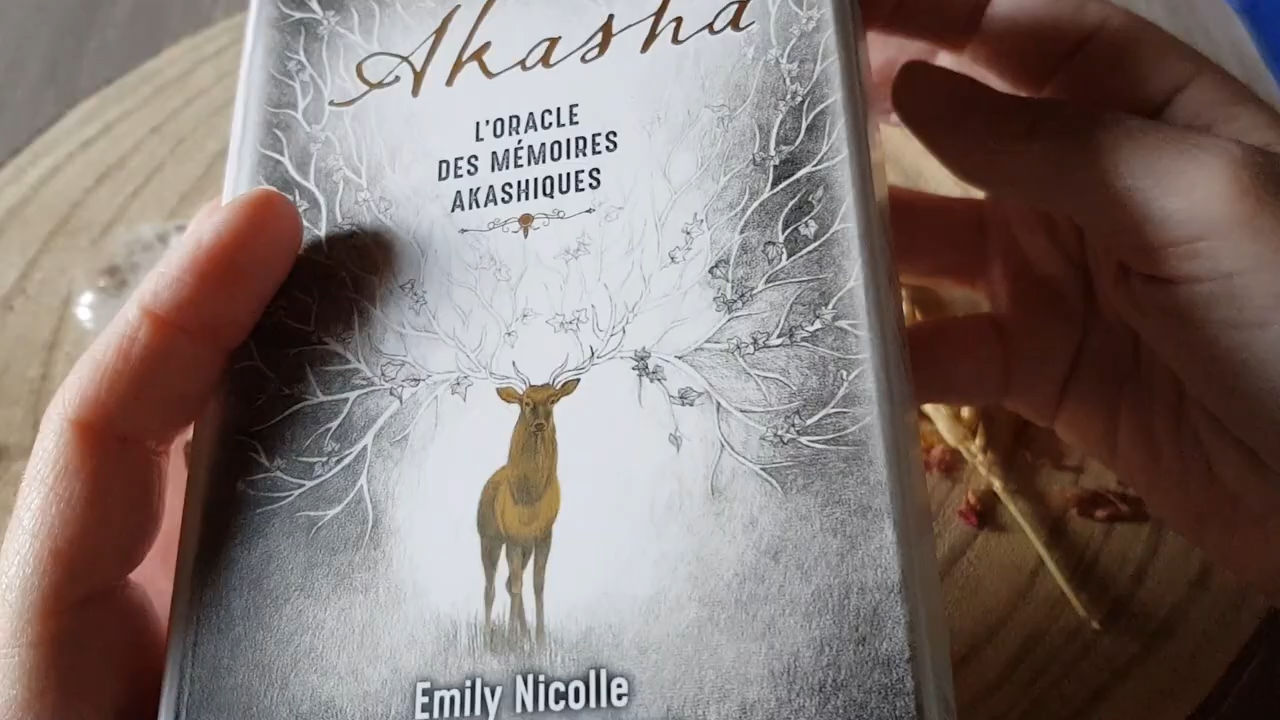 Akasha
L'ORACLE
DES MÉMOIRES
AKASHIQUES
Emily Nicolle